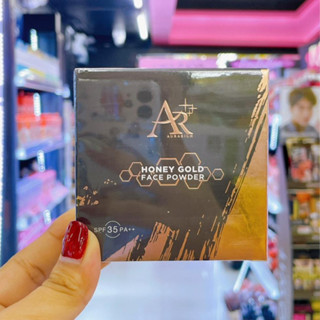 AR++
HONEY GOLD
FACE POWDER
SPF 35 PA++